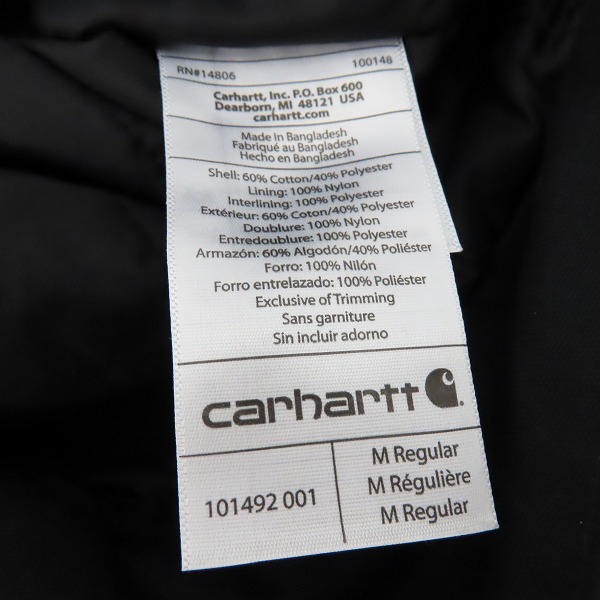 RN#14806 100148
Carhartt, Inc. P.O. Box 600
Dearborn, MI 48121 USA
carhartt.com
Made in Bangladesh
Fabriqué au Bangladesh
Hecho en Bangladesh
Shell: 60% Cotton/40% Polyester
Lining: 100% Nylon
Interlining: 100% Polyester
Extérieur: 60% Coton/40% Polyester
Doublure: 100% Nylon
Entredoublure: 100% Polyester
Armazón: 60% Algodón/40% Poliéster
Forro: 100% Nilón
Forro entrelazado: 100% Poliéster
Exclusive of Trimming
Sans garniture
Sin incluir adorno
carhartt
101492 001
M Regular
M Régulière
M Regular